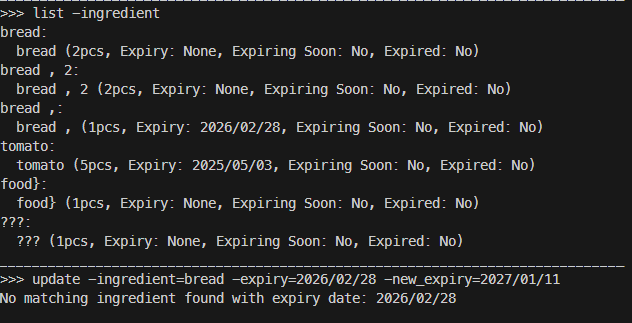 >>> list -ingredient
bread:
  bread (2pcs, Expiry: None, Expiring Soon: No, Expired: No)
bread , 2:
  bread , 2 (2pcs, Expiry: None, Expiring Soon: No, Expired: No)
bread ,:
  bread , (1pcs, Expiry: 2026/02/28, Expiring Soon: No, Expired: No)
tomato:
  tomato (5pcs, Expiry: 2025/05/03, Expiring Soon: No, Expired: No)
food}:
  food} (1pcs, Expiry: None, Expiring Soon: No, Expired: No)
???:
  ??? (1pcs, Expiry: None, Expiring Soon: No, Expired: No)
>>> update -ingredient=bread -expiry=2026/02/28 -new_expiry=2027/01/11
No matching ingredient found with expiry date: 2026/02/28